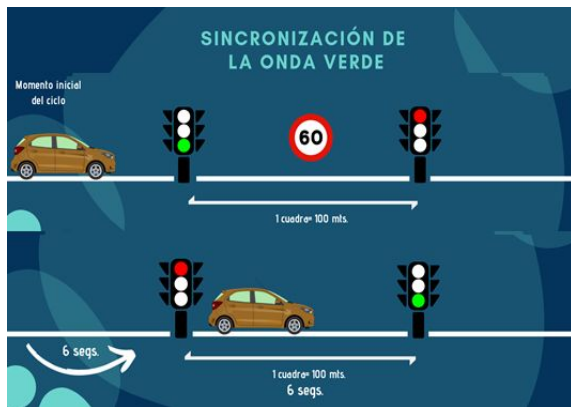 SINCRONIZACIÓN DE
LA ONDA VERDE
Momento inicial
del ciclo
60
1 cuadra= 100 mts.
6 segs.
1 cuadra= 100 mts.
6 segs.